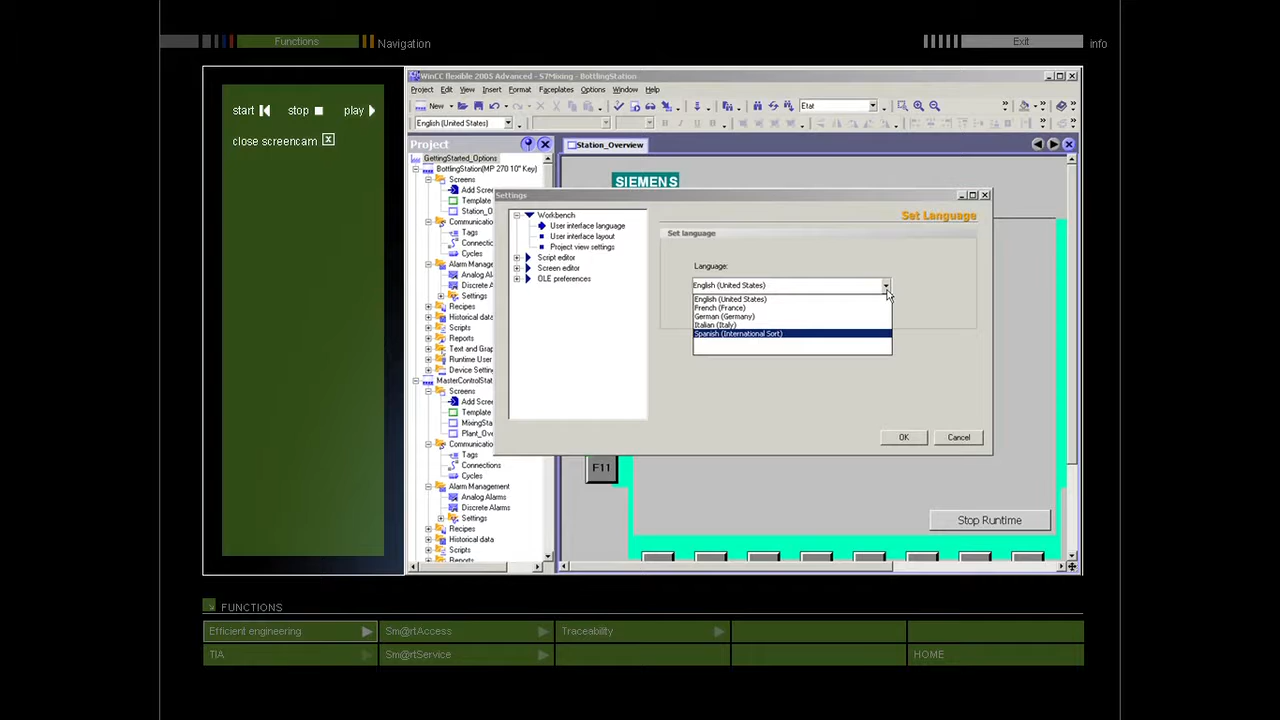 Functions
Navigation
Exit
info
start
stop
play
close screencam
WinCC flexible 2005 Advanced - S7Mixing - BottlingStation
Project Edit View Insert Format Faceplates Options Window Help
New
Etat
English (United States)
Project
Station_Overview
GettingStarted_Options
BottlingStation(MP 270 10" Key)
Screens
Add Scre
Template
Station_O
Communicatio
Tags
Connectio
Cycles
Alarm Manage
Analog Al
Discrete A
Settings
Recipes
Historical data
Scripts
Reports
Text and Grap
Runtime User
Device Settin
MasterControlStat
Screens
Add Scre
Template
MixingSta
Plant_Ove
Communication
Tags
Connections
Cycles
Alarm Management
Analog Alarms
Discrete Alarms
Settings
Recipes
Historical data
Scripts
Reports
SIEMENS
Settings
Workbench
User interface language
User interface layout
Project view settings
Script editor
Screen editor
OLE preferences
Set Language
Set language
Language:
English (United States)
English (United States)
French (France)
German (Germany)
Italian (Italy)
Spanish (International Sort)
OK
Cancel
F11
Stop Runtime
FUNCTIONS
Efficient engineering
Sm@rtAccess
Traceability
TIA
Sm@rtService
HOME